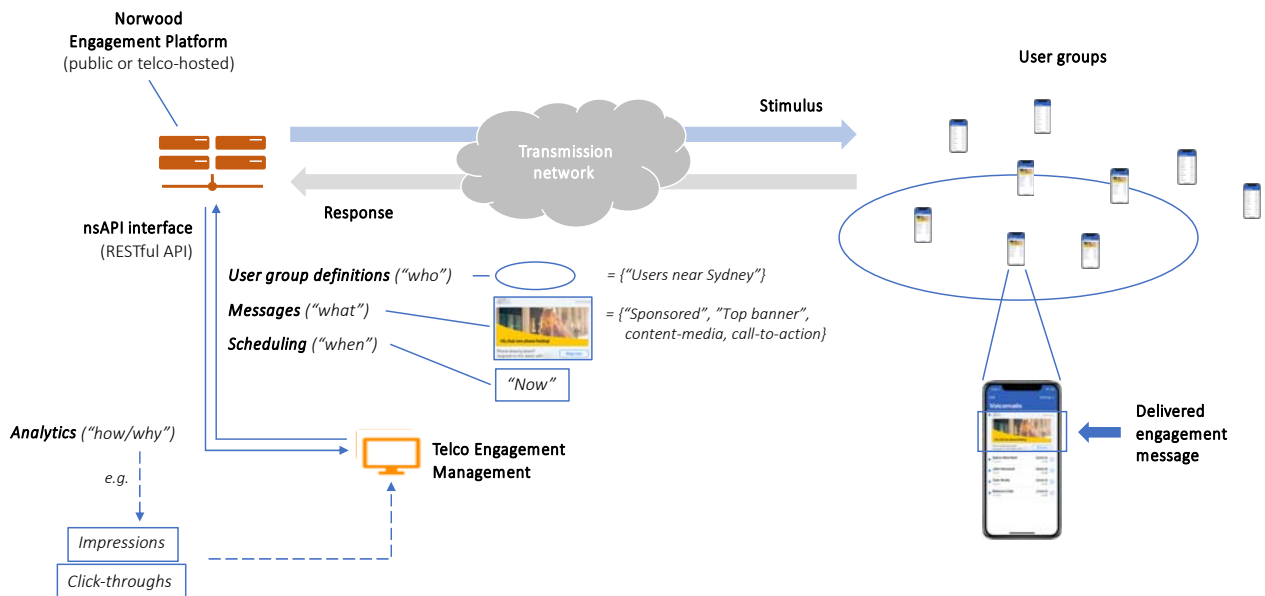 Norwood
Engagement Platform
(public or telco-hosted)
User groups
Stimulus
Transmission
network
Response
nsAPI interface
(RESTful API)
User group definitions (“who”)
= {“Users near Sydney”}
Messages (“what”)
= {“Sponsored”, ”Top banner”,
content-media, call-to-action}
Scheduling (“when”)
“Now”
Analytics (“how/why”)
e.g.
Telco Engagement
Management
Impressions
Click-throughs
Voicemails
Delivered
engagement
message